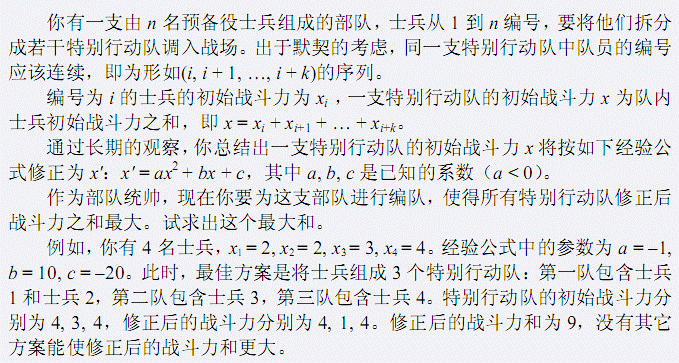 你有一支由 n 名预备役士兵组成的部队，士兵从 1 到 n 编号，要将他们拆分
成若干特别行动队调入战场。出于默契的考虑，同一支特别行动队中队员的编号
应该连续，即为形如(i, i + 1, …, i + k)的序列。
编号为 i 的士兵的初始战斗力为 xᵢ ，一支特别行动队的初始战斗力 x 为队内
士兵初始战斗力之和，即 x = xᵢ + xᵢ₊₁ + … + xᵢ₊ₖ。
通过长期的观察，你总结出一支特别行动队的初始战斗力 x 将按如下经验公
式修正为 x'：x' = ax² + bx + c，其中 a, b, c 是已知的系数（a < 0）。
作为部队统帅，现在你要为这支部队进行编队，使得所有特别行动队修正后
战斗力之和最大。试求出这个最大和。
例如，你有 4 名士兵，x₁ = 2, x₂ = 2, x₃ = 3, x₄ = 4。经验公式中的参数为 a = –1,
b = 10, c = –20。此时，最佳方案是将士兵组成 3 个特别行动队：第一队包含士兵
1 和士兵 2，第二队包含士兵 3，第三队包含士兵 4。特别行动队的初始战斗力分
别为 4, 3, 4，修正后的战斗力分别为 4, 1, 4。修正后的战斗力和为 9，没有其它
方案能使修正后的战斗力和更大。